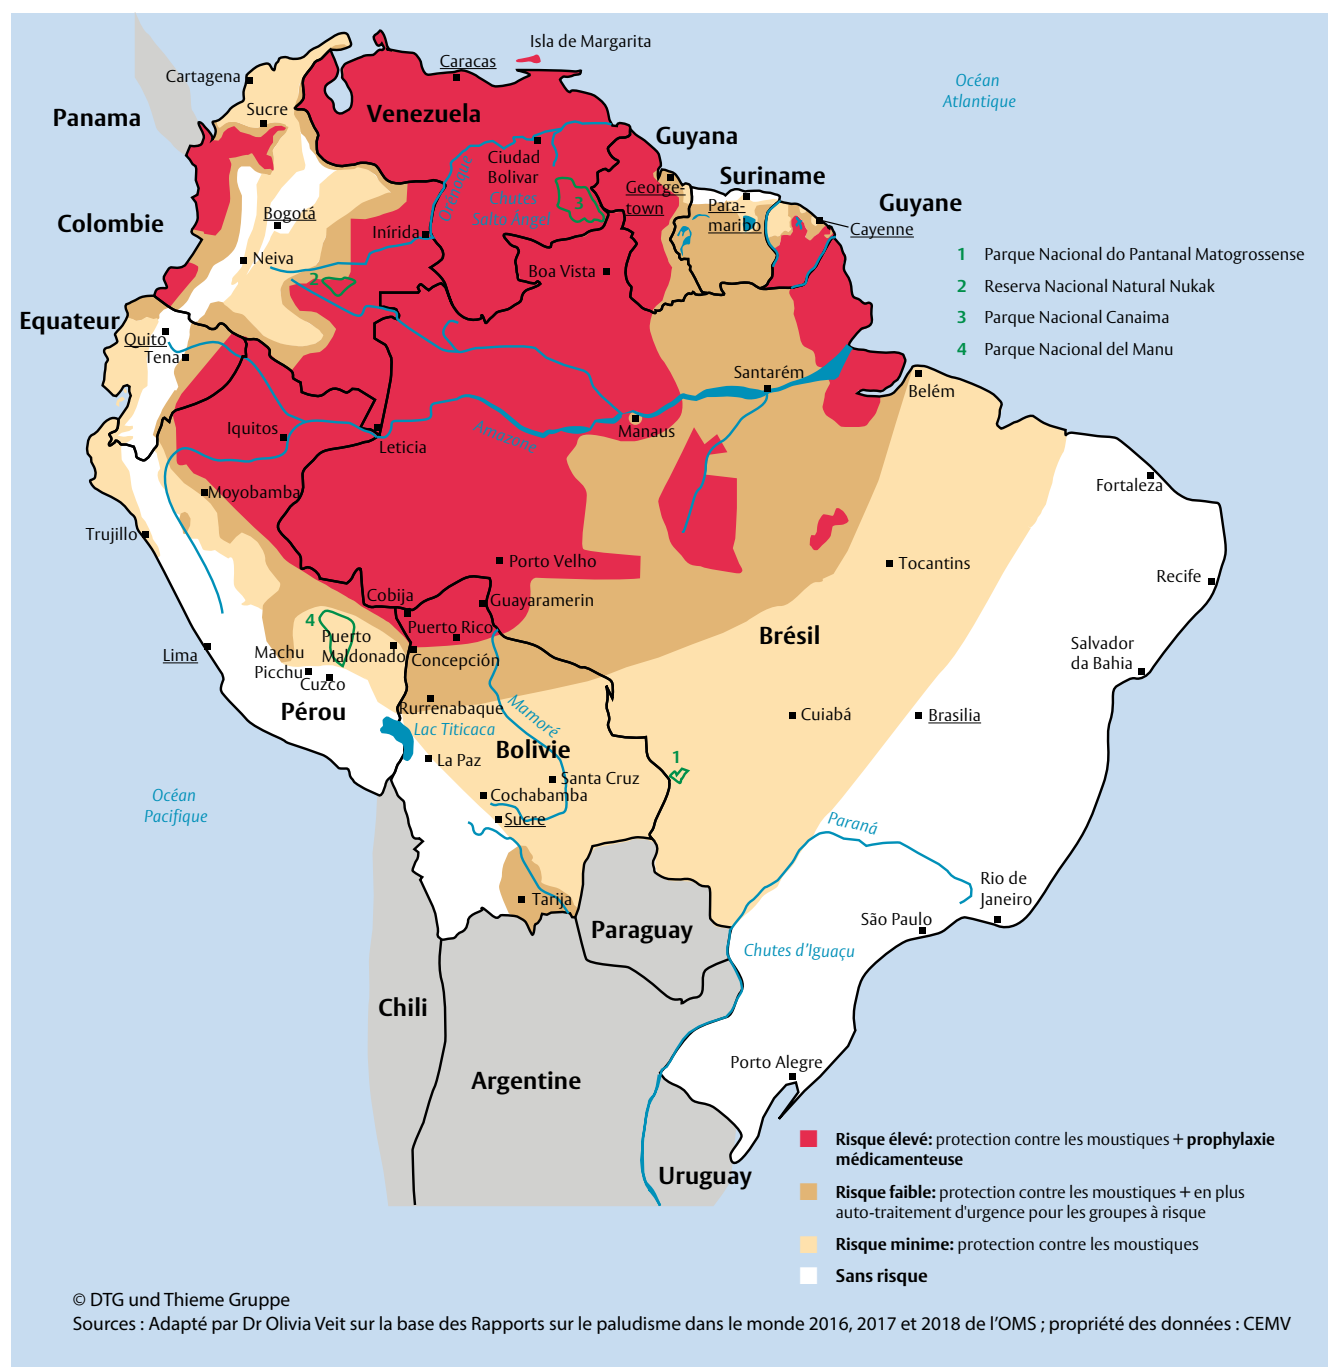 Isla de Margarita
Caracas
Cartagena
Océan
Atlantique
Panama
Sucre
Venezuela
Guyana
Ciudad
Bolivar
Orénoque
Chutes
Salto Ángel
3
Suriname
George-
town
Para-
maribo
Guyane
Cayenne
Colombie
Bogotá
Inírida
Neiva
Boa Vista
2
1 Parque Nacional do Pantanal Matogrossense
2 Reserva Nacional Natural Nukak
3 Parque Nacional Canaima
4 Parque Nacional del Manu
Equateur
Quito
Tena
Santarém
Belém
Iquitos
Leticia
Amazone
Manaus
Moyobamba
Fortaleza
Trujillo
Porto Velho
Tocantins
Recife
Cobija
Guayaramerin
4
Puerto
Maldonado
Puerto Rico
Concepción
Brésil
Lima
Machu
Picchu
Cuzco
Salvador
da Bahia
Pérou
Rurrenabaque
Lac Titicaca
Mamoré
Cuiabá
Brasilia
Bolivie
La Paz
Santa Cruz
1
Cochabamba
Sucre
Océan
Pacifique
Paraná
Tarija
Rio de
Janeiro
São Paulo
Paraguay
Chutes d'Iguaçu
Chili
Argentine
Porto Alegre
Uruguay
Risque élevé: protection contre les moustiques + prophylaxie
médicamenteuse
Risque faible: protection contre les moustiques + en plus
auto-traitement d'urgence pour les groupes à risque
Risque minime: protection contre les moustiques
Sans risque
© DTG und Thieme Gruppe
Sources : Adapté par Dr Olivia Veit sur la base des Rapports sur le paludisme dans le monde 2016, 2017 et 2018 de l’OMS ; propriété des données : CEMV